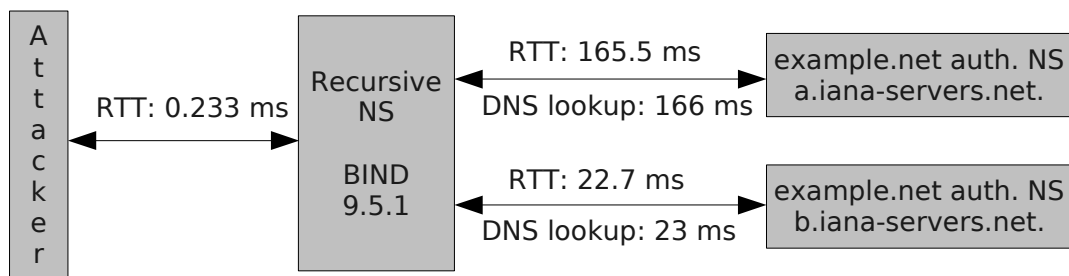 Attacker
RTT: 0.233 ms
Recursive
NS
BIND
9.5.1
RTT: 165.5 ms
DNS lookup: 166 ms
example.net auth. NS
a.iana-servers.net.
RTT: 22.7 ms
DNS lookup: 23 ms
example.net auth. NS
b.iana-servers.net.